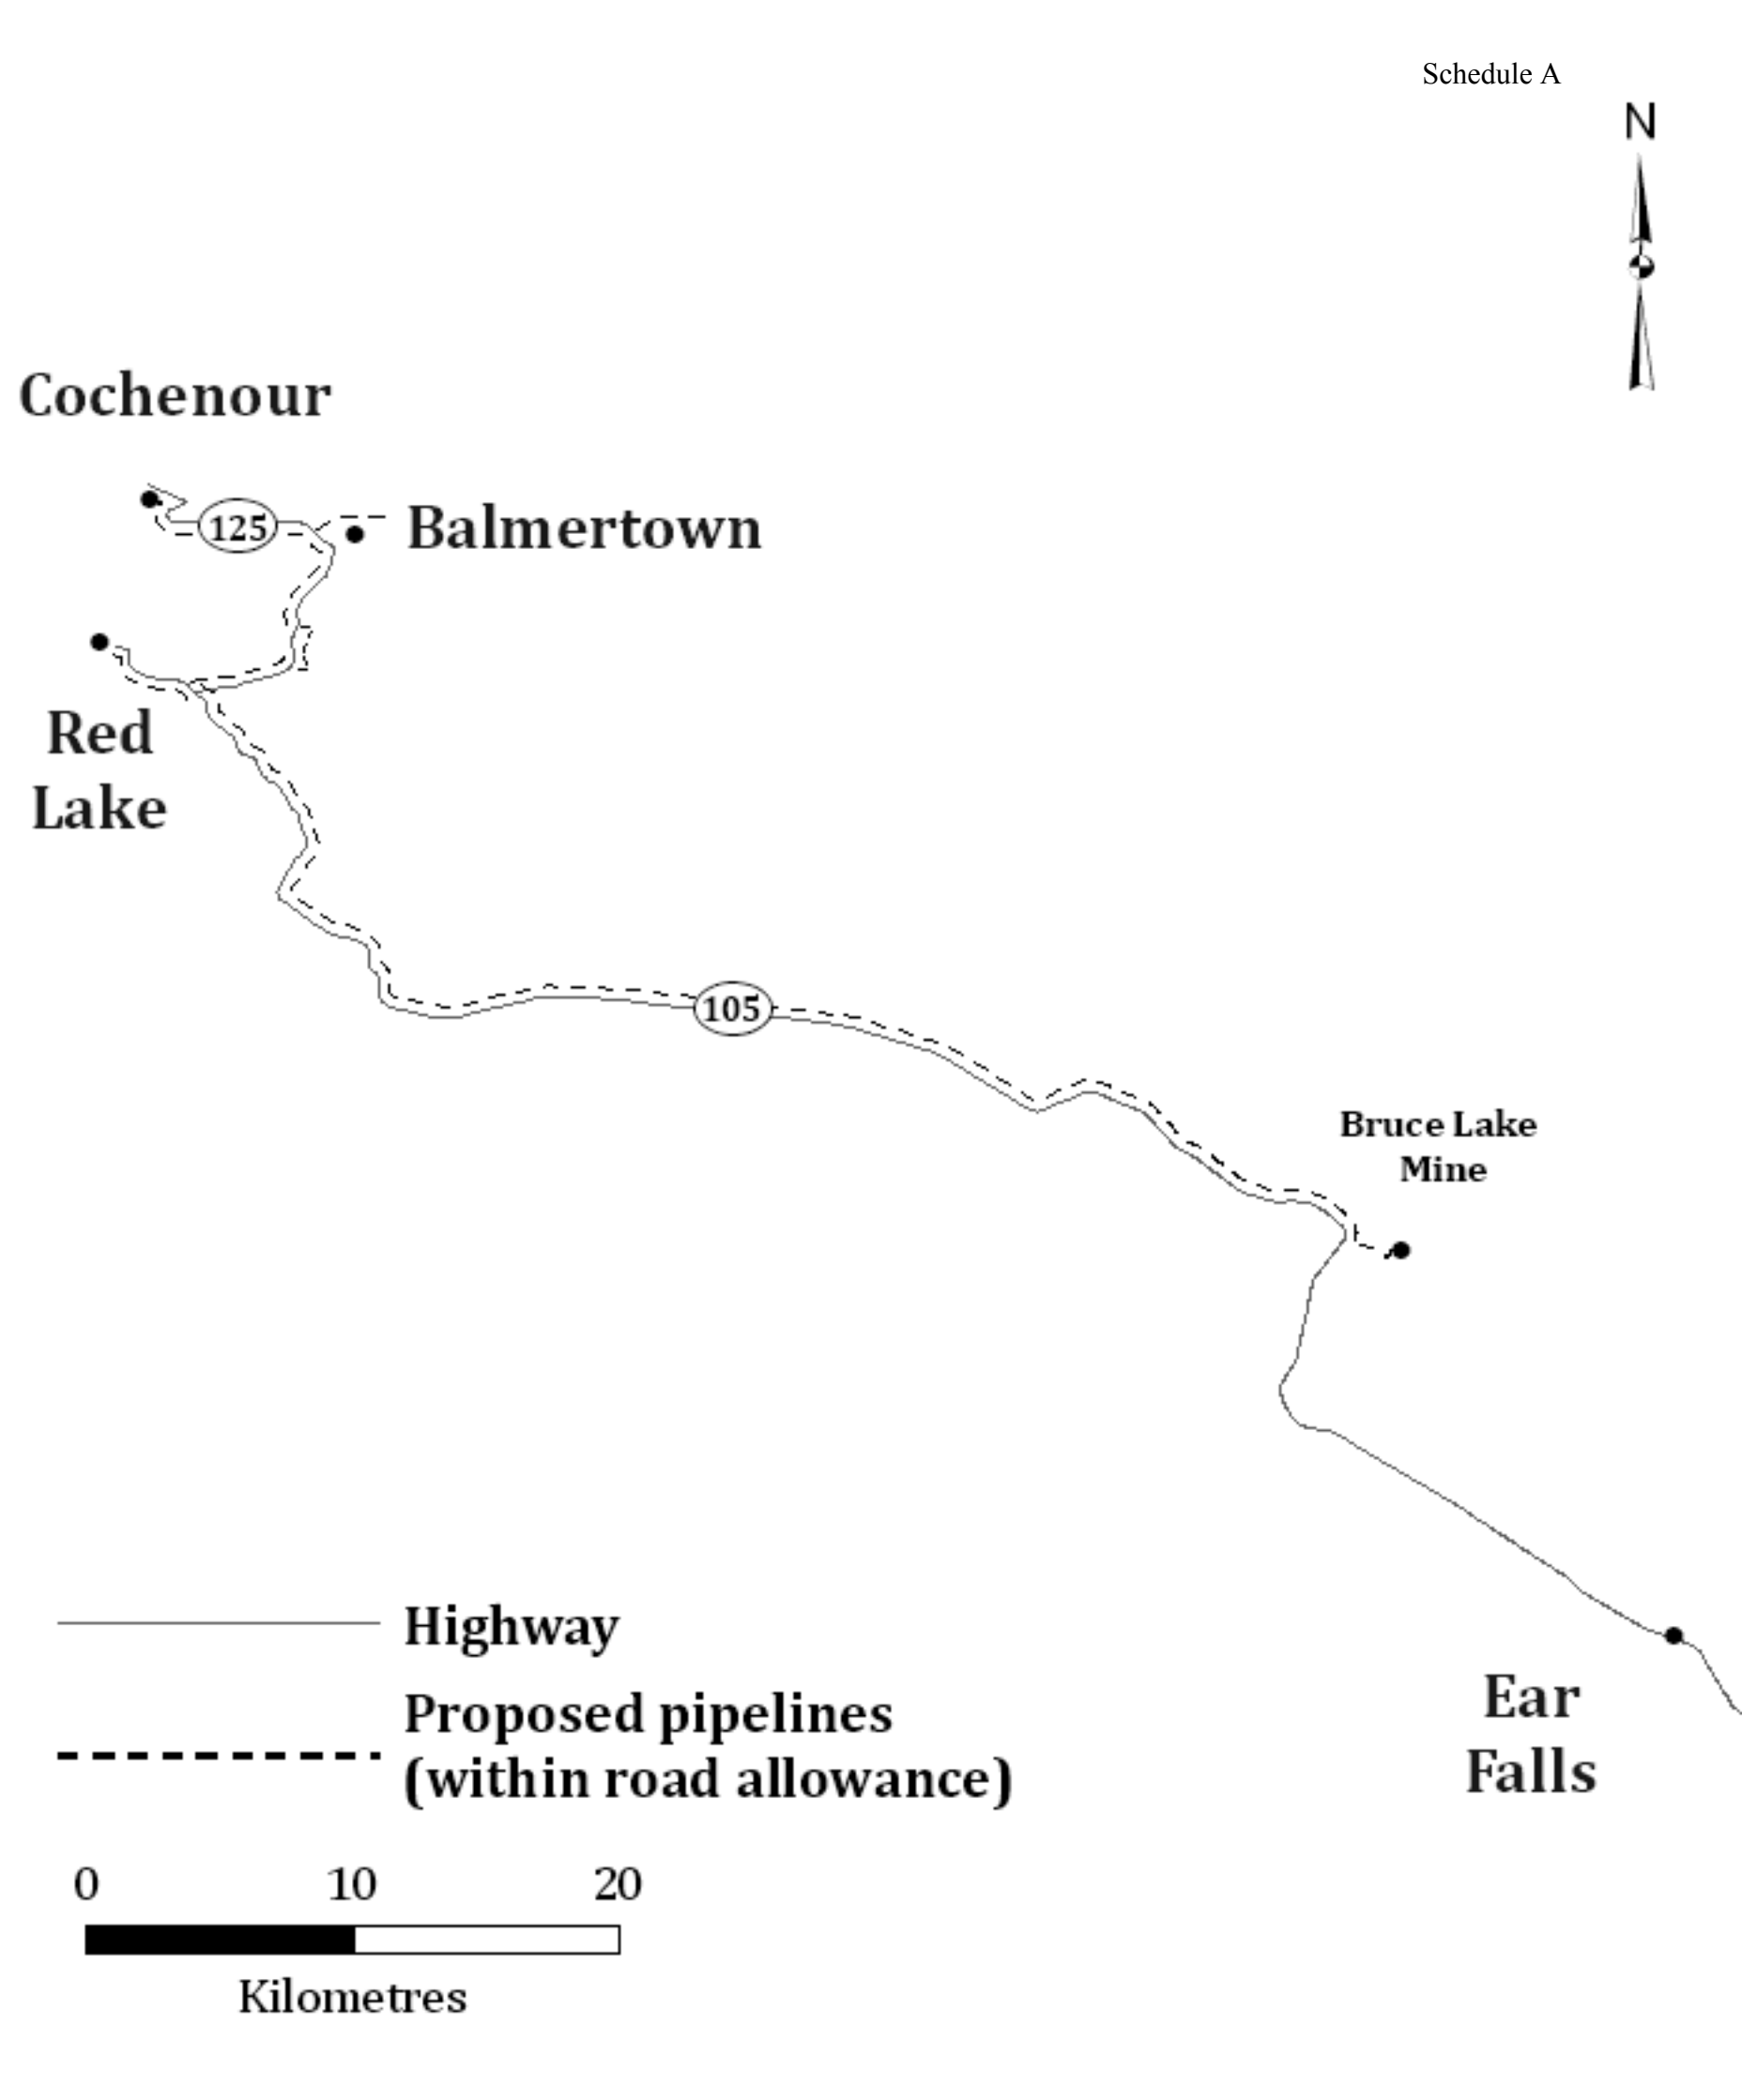 Schedule A
N
Cochenour
125
Balmertown
Red
Lake
105
Bruce Lake
Mine
Highway
Proposed pipelines
(within road allowance)
Ear
Falls
0 10 20
Kilometres